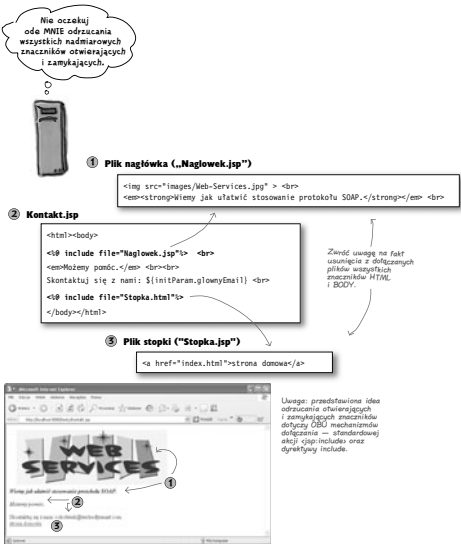 Nie oczekuj
ode MNIE odrzucania
wszystkich nadmiarowych
znaczników otwierających
i zamykających.
① Plik nagłówka („Naglowek.jsp")
<img src="images/Web-Services.jpg" > <br>
<em><strong>Wiemy jak ułatwić stosowanie protokołu SOAP.</strong></em> <br>
② Kontakt.jsp
<html><body>
<%@ include file="Naglowek.jsp"%> <br>
<em>Możemy pomóc.</em> <br><br>
Skontaktuj się z nami: ${initParam.glownyEmail} <br>
<%@ include file="Stopka.html"%>
</body></html>
Zwróć uwagę na fakt
usunięcia z dołączanych
plików wszystkich
znaczników HTML
i BODY.
③ Plik stopki ("Stopka.jsp")
<a href="index.html">strona domowa</a>
WEB
SERVICES
Wiemy jak ułatwić stosowanie protokołu SOAP.
①
Możemy pomóc.
②
③
Uwaga: przedstawiona idea
odrzucania otwierających
i zamykających znaczników
dotyczy OBU mechanizmów
dołączania — standardowej
akcji <jsp:include> oraz
dyrektywy include.